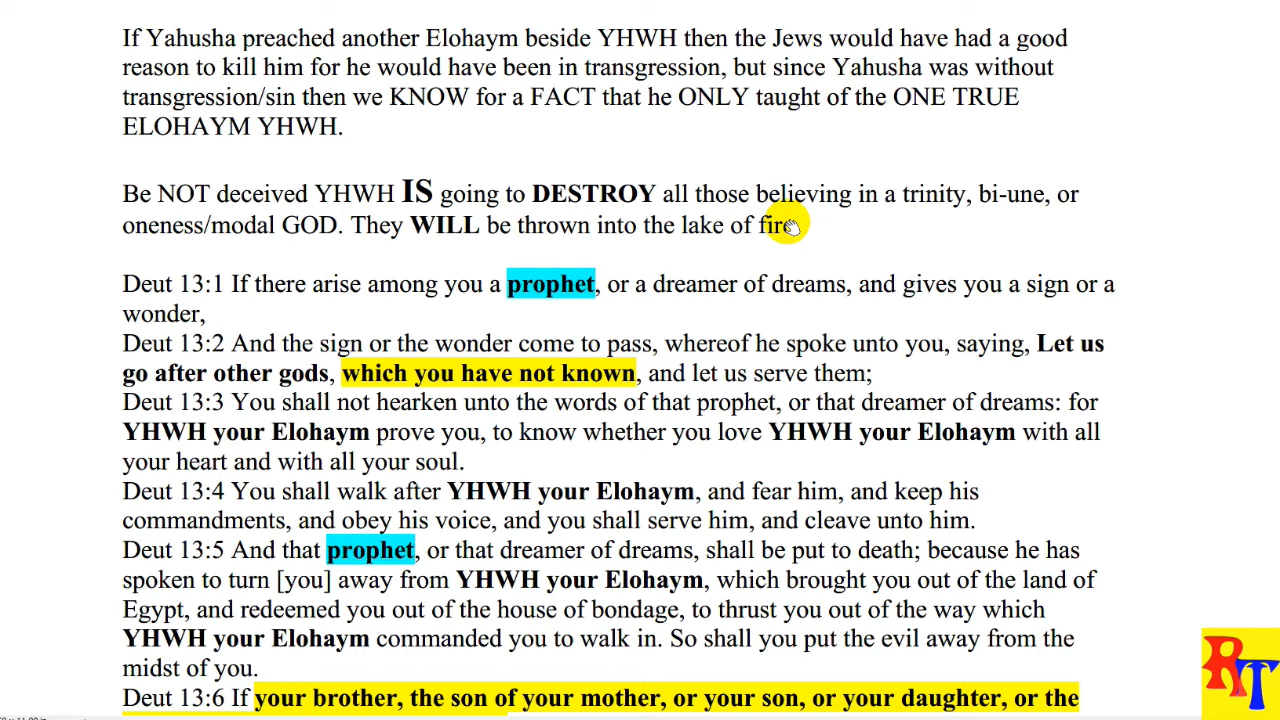 If Yahusha preached another Elohaym beside YHWH then the Jews would have had a good
reason to kill him for he would have been in transgression, but since Yahusha was without
transgression/sin then we KNOW for a FACT that he ONLY taught of the ONE TRUE
ELOHAYM YHWH.
Be NOT deceived YHWH IS going to DESTROY all those believing in a trinity, bi-une, or
oneness/modal GOD. They WILL be thrown into the lake of fire
Deut 13:1 If there arise among you a prophet, or a dreamer of dreams, and gives you a sign or a
wonder,
Deut 13:2 And the sign or the wonder come to pass, whereof he spoke unto you, saying, Let us
go after other gods, which you have not known, and let us serve them;
Deut 13:3 You shall not hearken unto the words of that prophet, or that dreamer of dreams: for
YHWH your Elohaym prove you, to know whether you love YHWH your Elohaym with all
your heart and with all your soul.
Deut 13:4 You shall walk after YHWH your Elohaym, and fear him, and keep his
commandments, and obey his voice, and you shall serve him, and cleave unto him.
Deut 13:5 And that prophet, or that dreamer of dreams, shall be put to death; because he has
spoken to turn [you] away from YHWH your Elohaym, which brought you out of the land of
Egypt, and redeemed you out of the house of bondage, to thrust you out of the way which
YHWH your Elohaym commanded you to walk in. So shall you put the evil away from the
midst of you.
Deut 13:6 If your brother, the son of your mother, or your son, or your daughter, or the
RT